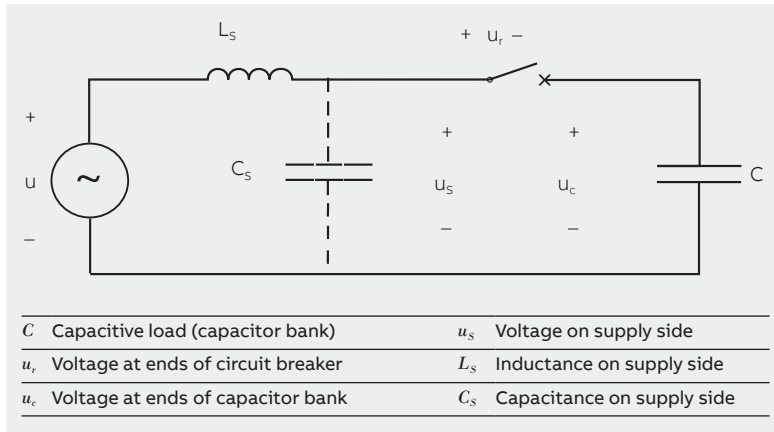 Ls
+ ur –
+
u
–
~
Cs
+
us
–
+
uc
–
C
C Capacitive load (capacitor bank)
ur Voltage at ends of circuit breaker
uc Voltage at ends of capacitor bank
uS Voltage on supply side
LS Inductance on supply side
CS Capacitance on supply side